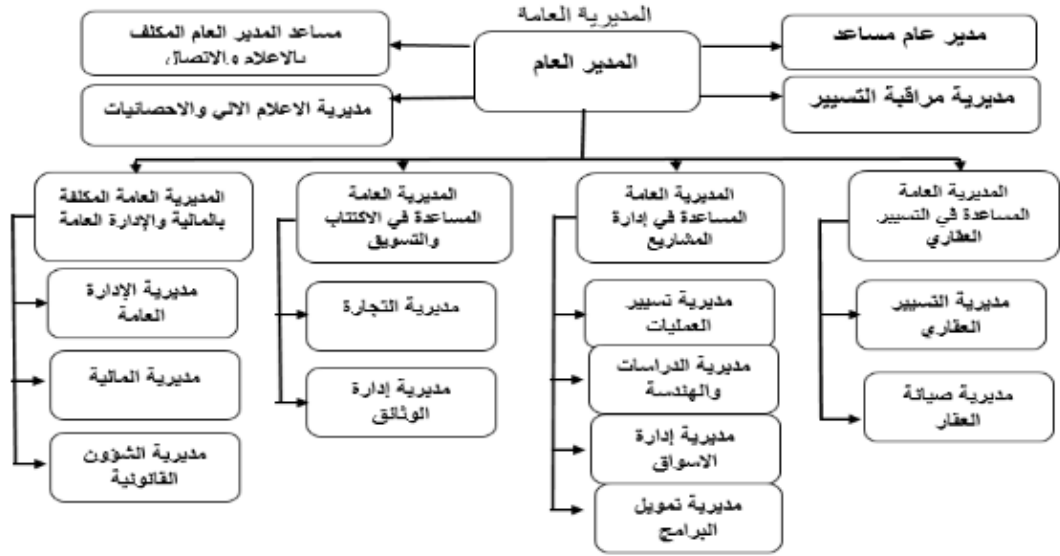 المديرية العامة
المدير العام
مدير عام مساعد
مديرية مراقبة التسيير
مساعد المدير العام المكلف
بالاعلام والاتصال
مديرية الاعلام الالي والاحصائيات
المديرية العامة
المساعدة في التسيير
العقاري
مديرية التسيير
العقاري
مديرية صيانة
العقار
المديرية العامة
المساعدة في إدارة
المشاريع
مديرية تسيير
العمليات
مديرية الدراسات
والهندسة
مديرية إدارة
الاسواق
مديرية تمويل
البرامج
المديرية العامة
المساعدة في الاكتتاب
والتسويق
مديرية التجارة
مديرية إدارة
الوثائق
المديرية العامة المكلفة
بالمالية والإدارة العامة
مديرية الإدارة
العامة
مديرية المالية
مديرية الشؤون
القانونية